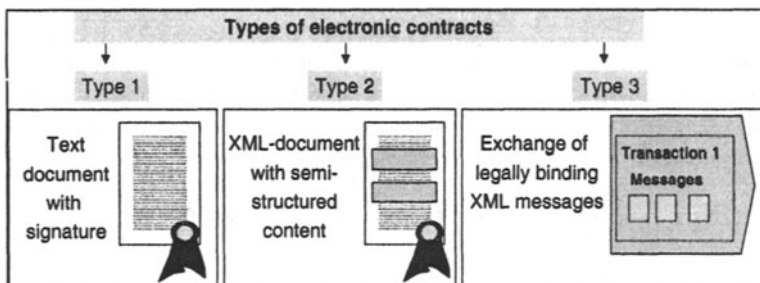 Types of electronic contracts
Type 1
Type 2
Type 3
Text
document
with
signature
XML-document
with semi-
structured
content
Exchange of
legally binding
XML messages
Transaction 1
Messages